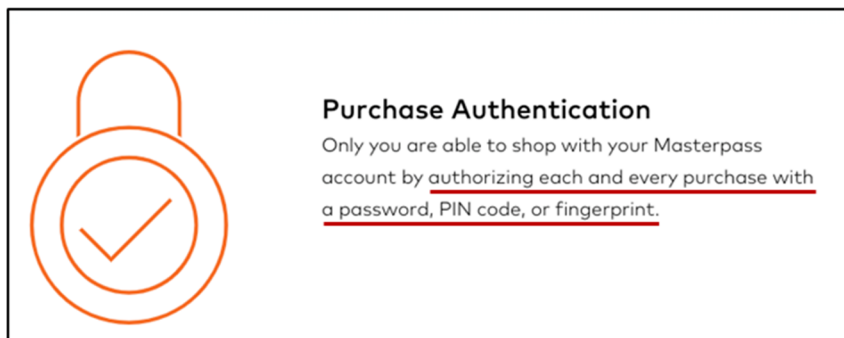 Purchase Authentication
Only you are able to shop with your Masterpass
account by authorizing each and every purchase with
a password, PIN code, or fingerprint.